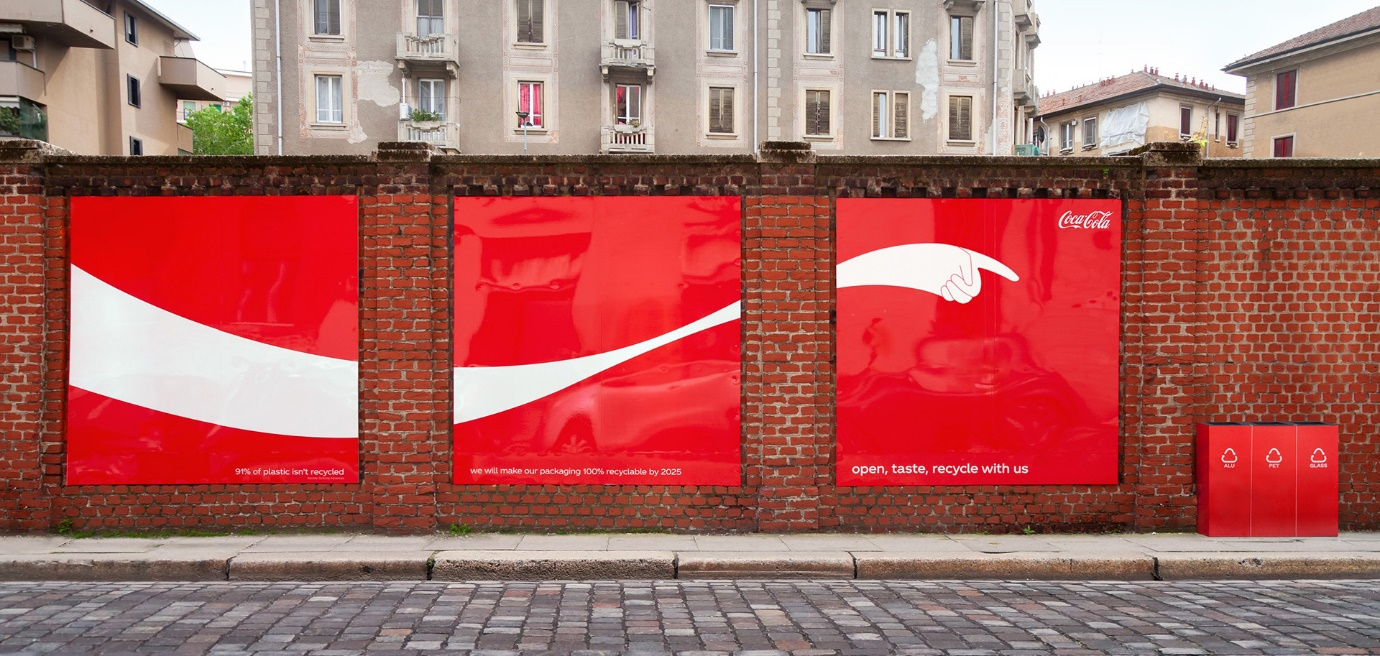 91% of plastic isn't recycled
we will make our packaging 100% recyclable by 2025
Coca-Cola
open, taste, recycle with us
ALU
PET
GLASS